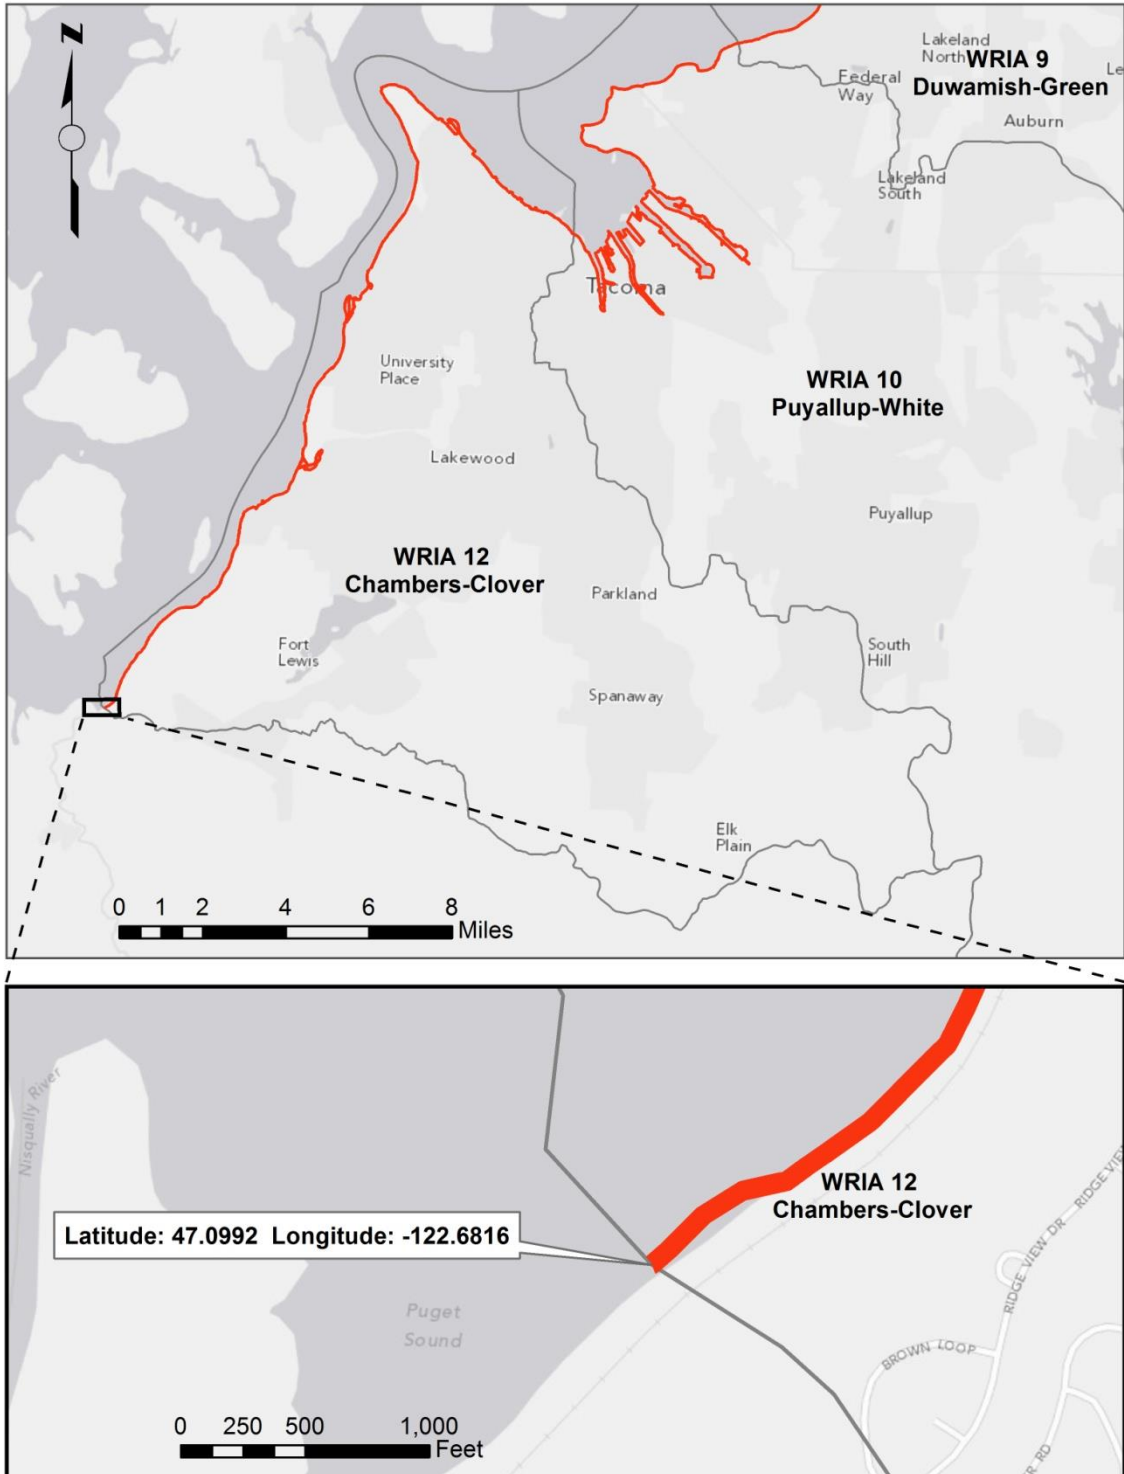 N
Lakeland
North
WRIA 9
Duwamish-Green
Le
Federal
Way
Auburn
Lakeland
South
Tacoma
University
Place
WRIA 10
Puyallup-White
Lakewood
Puyallup
WRIA 12
Chambers-Clover
Parkland
Fort
Lewis
South
Hill
Spanaway
Elk
Plain
0 1 2 4 6 8
Miles
Nisqually River
WRIA 12
Chambers-Clover
RIDGE VIEW DR
RIDGE VIEW
Latitude: 47.0992 Longitude: -122.6816
Puget
Sound
BROWN LOOP
0 250 500 1,000
Feet
R RD